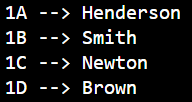 1A --> Henderson
1B --> Smith
1C --> Newton
1D --> Brown